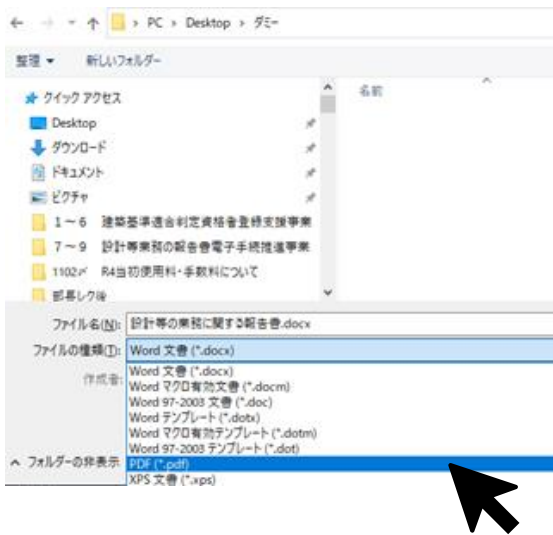 PC › Desktop › ダミー
整理 新しいフォルダー
クイック アクセス
名前
Desktop
ダウンロード
ドキュメント
ピクチャ
1～6 建築基準適合判定資格者登録支援事業
7～9 設計等業務の報告書電子手続推進事業
1102〆 R4当初使用料・手数料について
部長レク後
ファイル名(N): 設計等の業務に関する報告書.docx
ファイルの種類(T): Word 文書 (*.docx)
作成者:
Word 文書 (*.docx)
Word マクロ有効文書 (*.docm)
Word 97-2003 文書 (*.doc)
Word テンプレート (*.dotx)
Word マクロ有効テンプレート (*.dotm)
Word 97-2003 テンプレート (*.dot)
フォルダーの非表示
PDF (*.pdf)
XPS 文書 (*.xps)